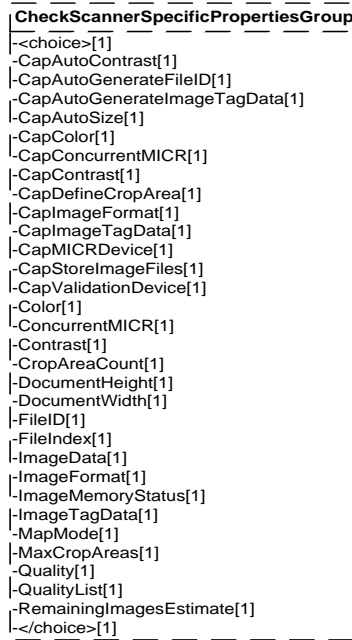 CheckScannerSpecificPropertiesGroup
-<choice>[1]
-CapAutoContrast[1]
-CapAutoGenerateFileID[1]
-CapAutoGenerateImageTagData[1]
-CapAutoSize[1]
-CapColor[1]
-CapConcurrentMICR[1]
-CapContrast[1]
-CapDefineCropArea[1]
-CapImageFormat[1]
-CapImageTagData[1]
-CapMICRDevice[1]
-CapStoreImageFiles[1]
-CapValidationDevice[1]
-Color[1]
-ConcurrentMICR[1]
-Contrast[1]
-CropAreaCount[1]
-DocumentHeight[1]
-DocumentWidth[1]
-FileID[1]
-FileIndex[1]
-ImageData[1]
-ImageFormat[1]
-ImageMemoryStatus[1]
-ImageTagData[1]
-MapMode[1]
-MaxCropAreas[1]
-Quality[1]
-QualityList[1]
-RemainingImagesEstimate[1]
-</choice>[1]